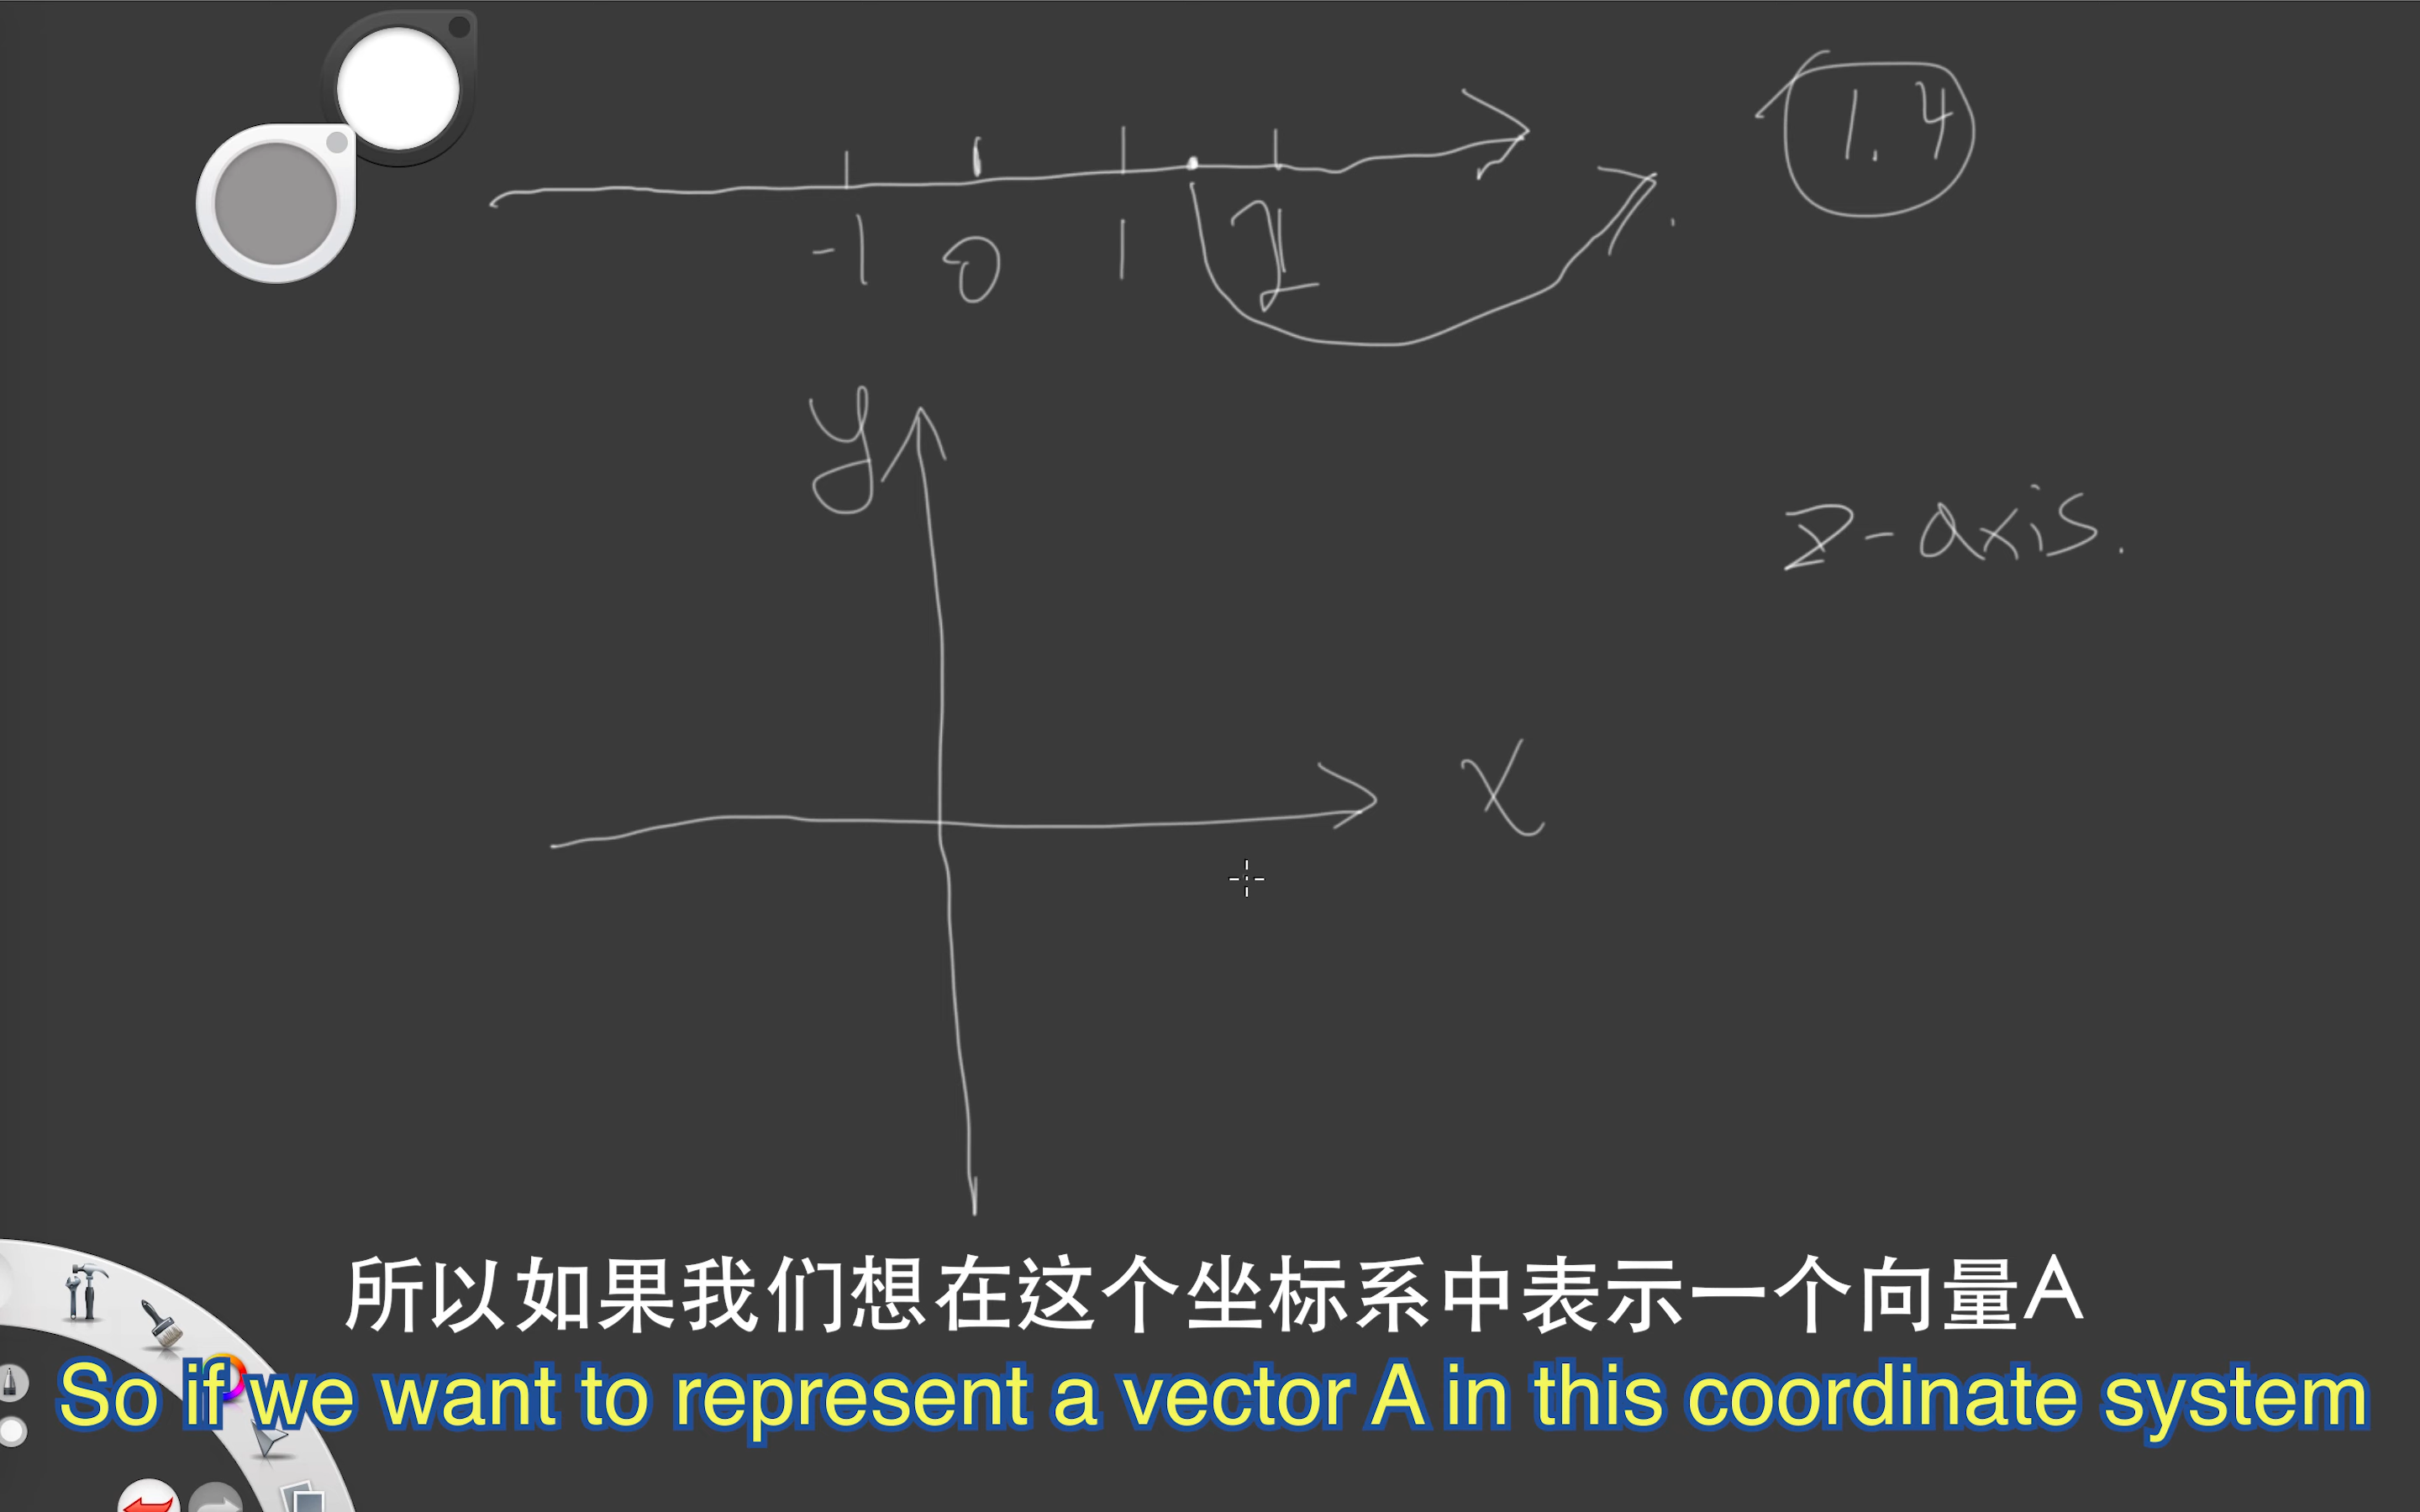 1.4
-1 0 1 2
y
z-axis.
x
所以如果我们想在这个坐标系中表示一个向量A
So if we want to represent a vector A in this coordinate system